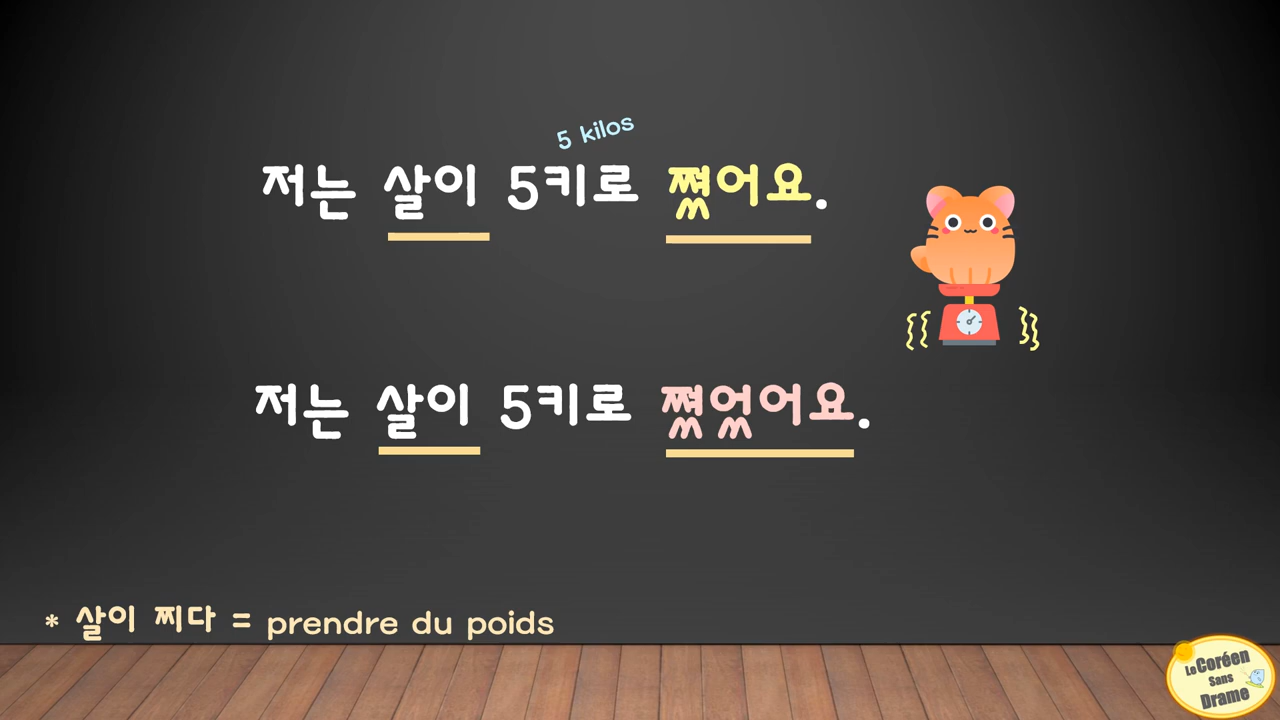 5 kilos
저는 살이 5키로 쪘어요.
저는 살이 5키로 쪘었어요.
* 살이 찌다 = prendre du poids
Le Coréen
Sans
Drame